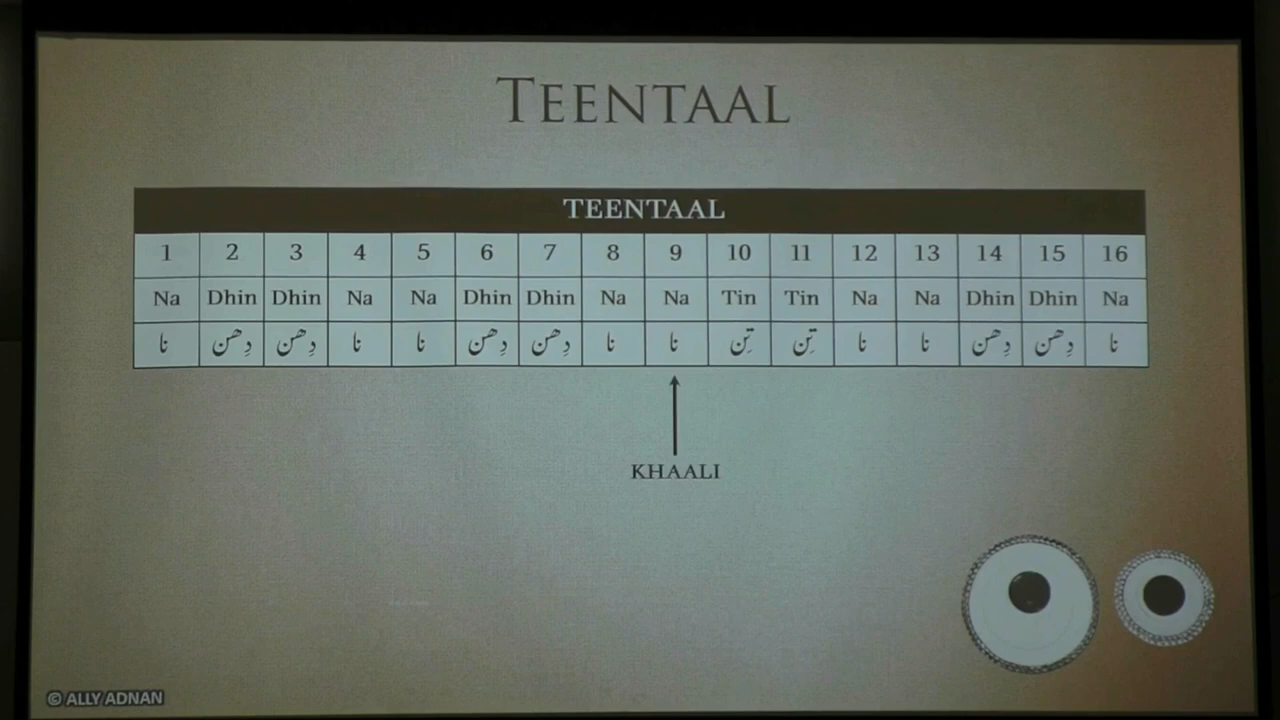 TEENTAAL
TEENTAAL
1 2 3 4 5 6 7 8 9 10 11 12 13 14 15 16
Na Dhin Dhin Na Na Dhin Dhin Na Na Tin Tin Na Na Dhin Dhin Na
نا دِھن دِھن نا نا دِھن دِھن نا نا تِن تِن نا نا دِھن دِھن نا
KHAALI
© ALLY ADNAN